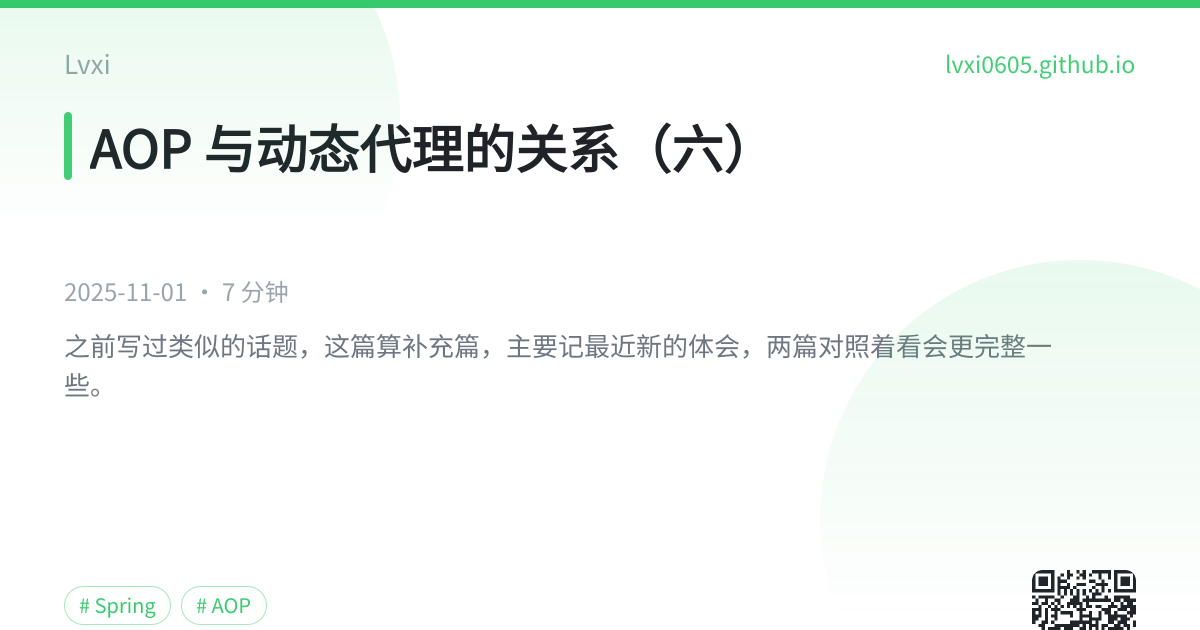 Lvxi
lvxi0605.github.io
AOP 与动态代理的关系（六）
2025-11-01 · 7 分钟
之前写过类似的话题，这篇算补充篇，主要记最近新的体会，两篇对照着看会更完整一
些。
# Spring
# AOP